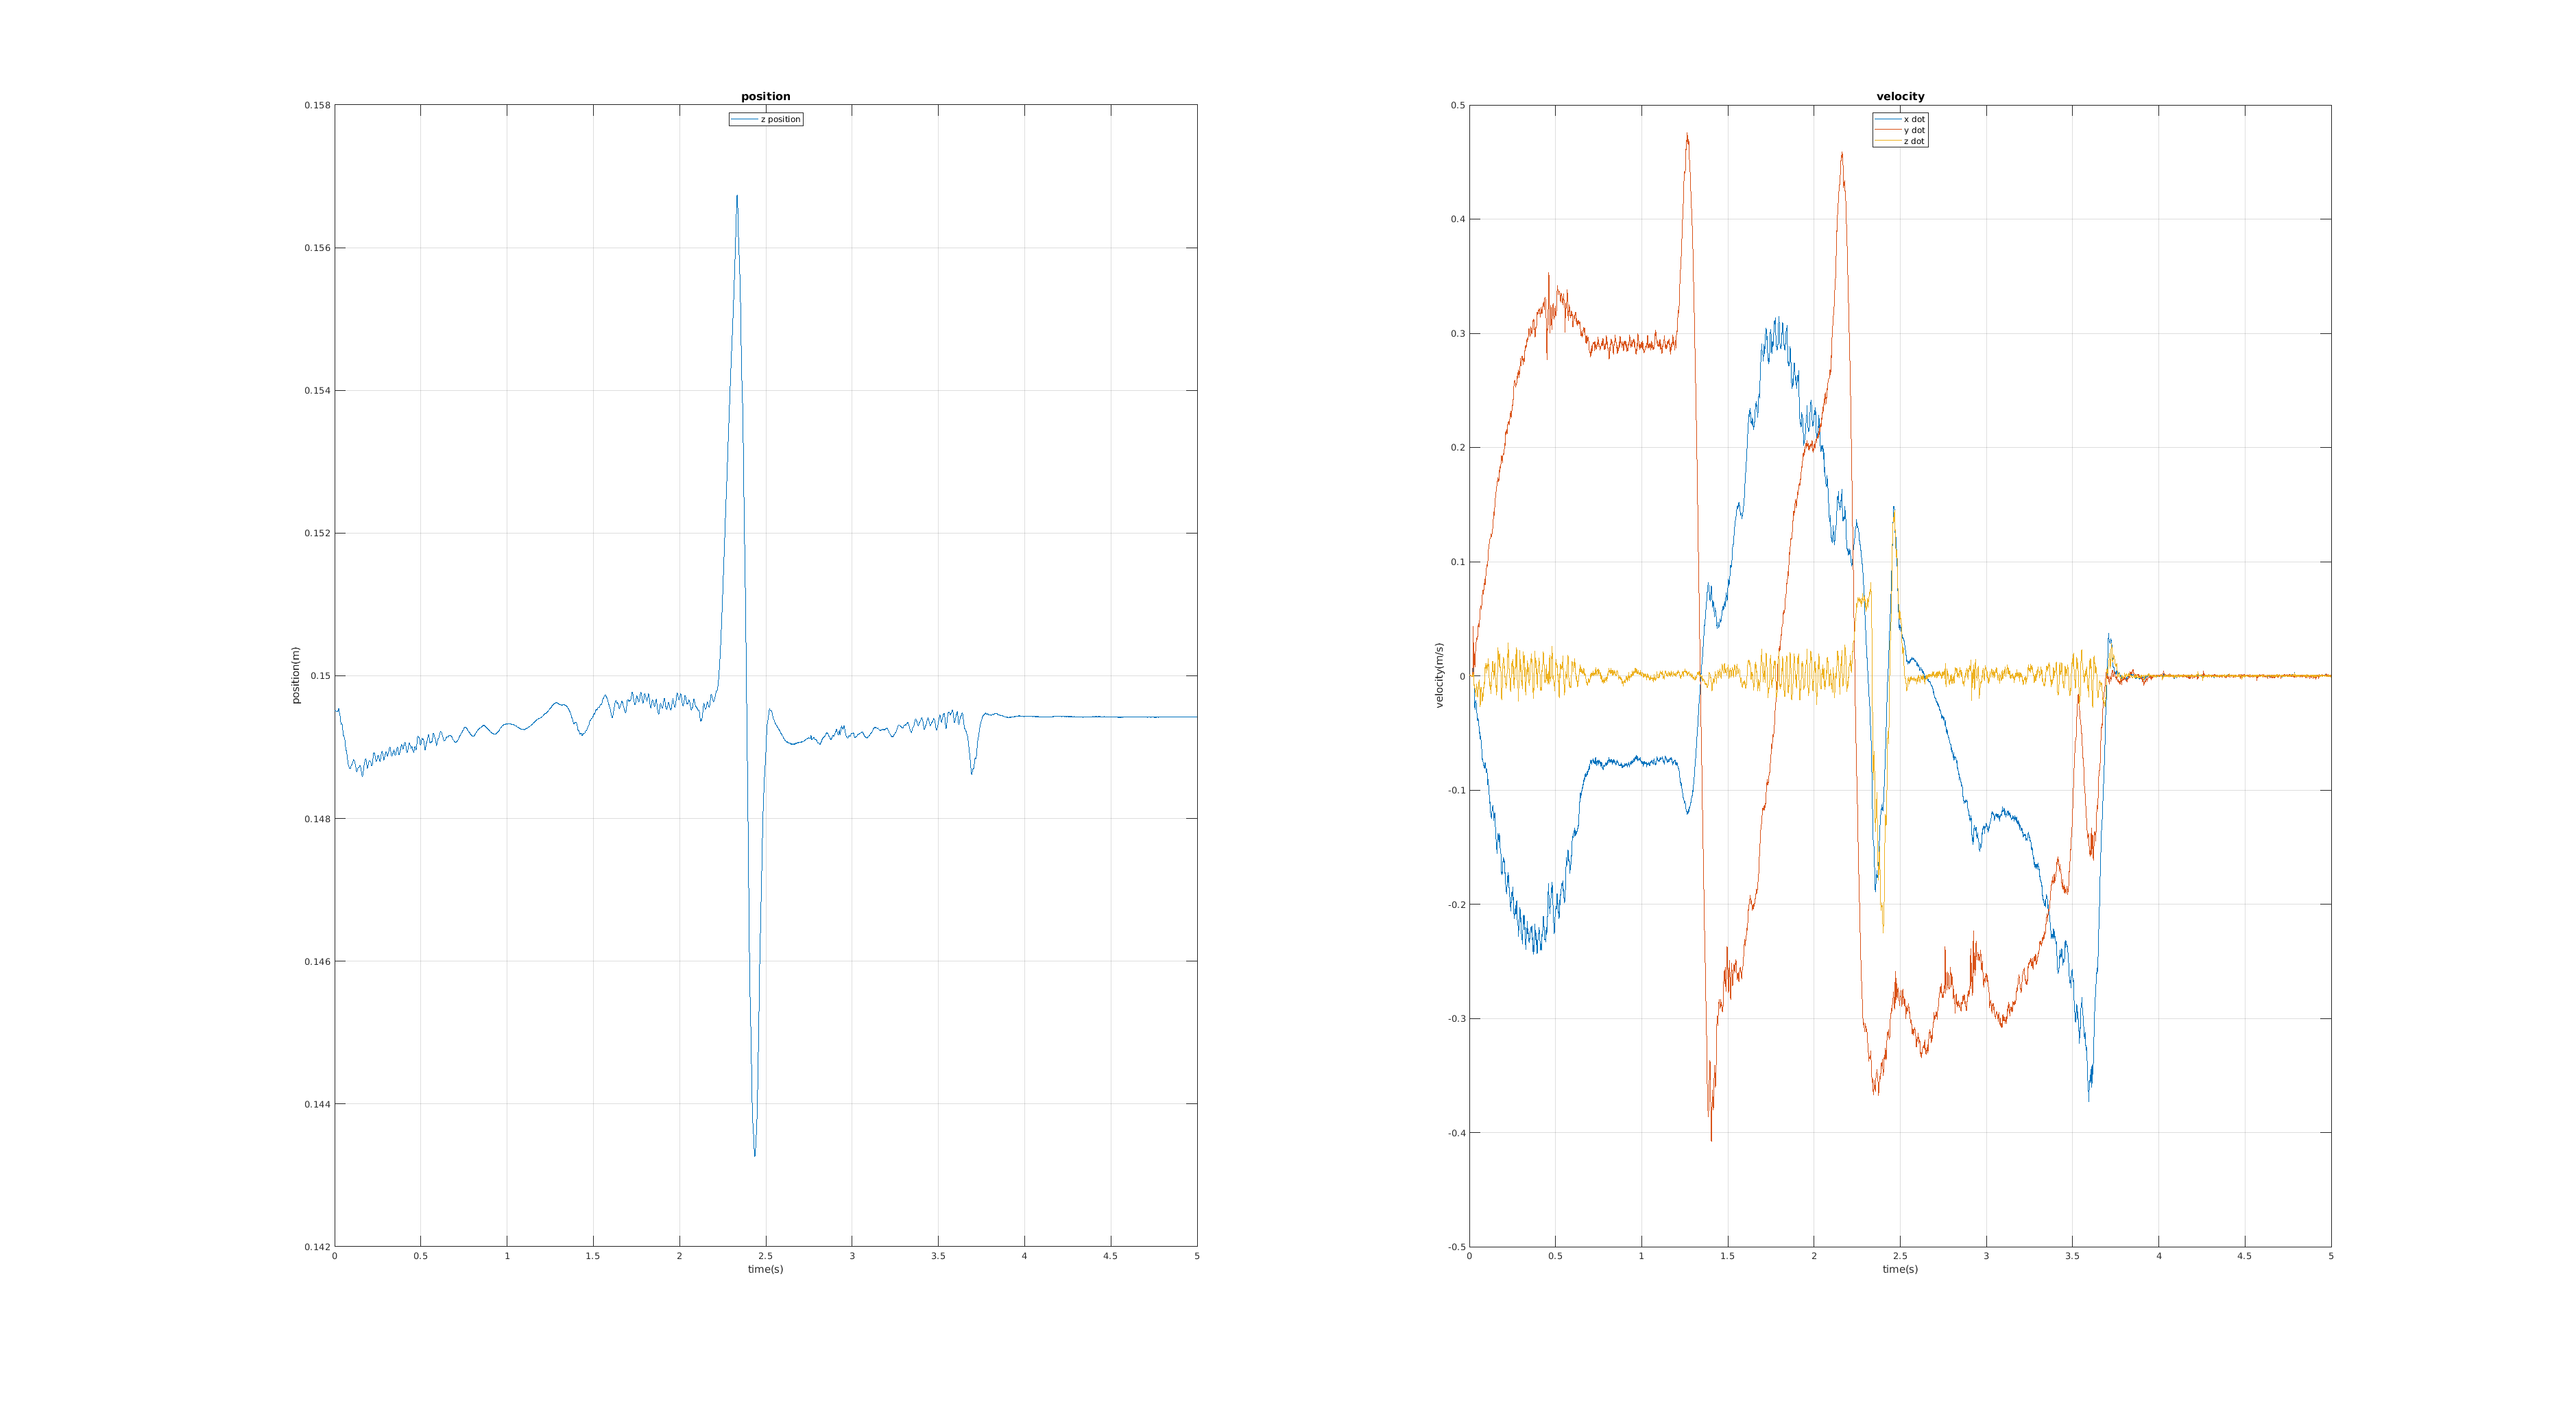 position
z position
0.158
0.156
0.154
0.152
0.15
0.148
0.146
0.144
0.142
position(m)
0 0.5 1 1.5 2 2.5 3 3.5 4 4.5 5
time(s)
velocity
x dot
y dot
z dot
0.5
0.4
0.3
0.2
0.1
0
-0.1
-0.2
-0.3
-0.4
-0.5
velocity(m/s)
0 0.5 1 1.5 2 2.5 3 3.5 4 4.5 5
time(s)